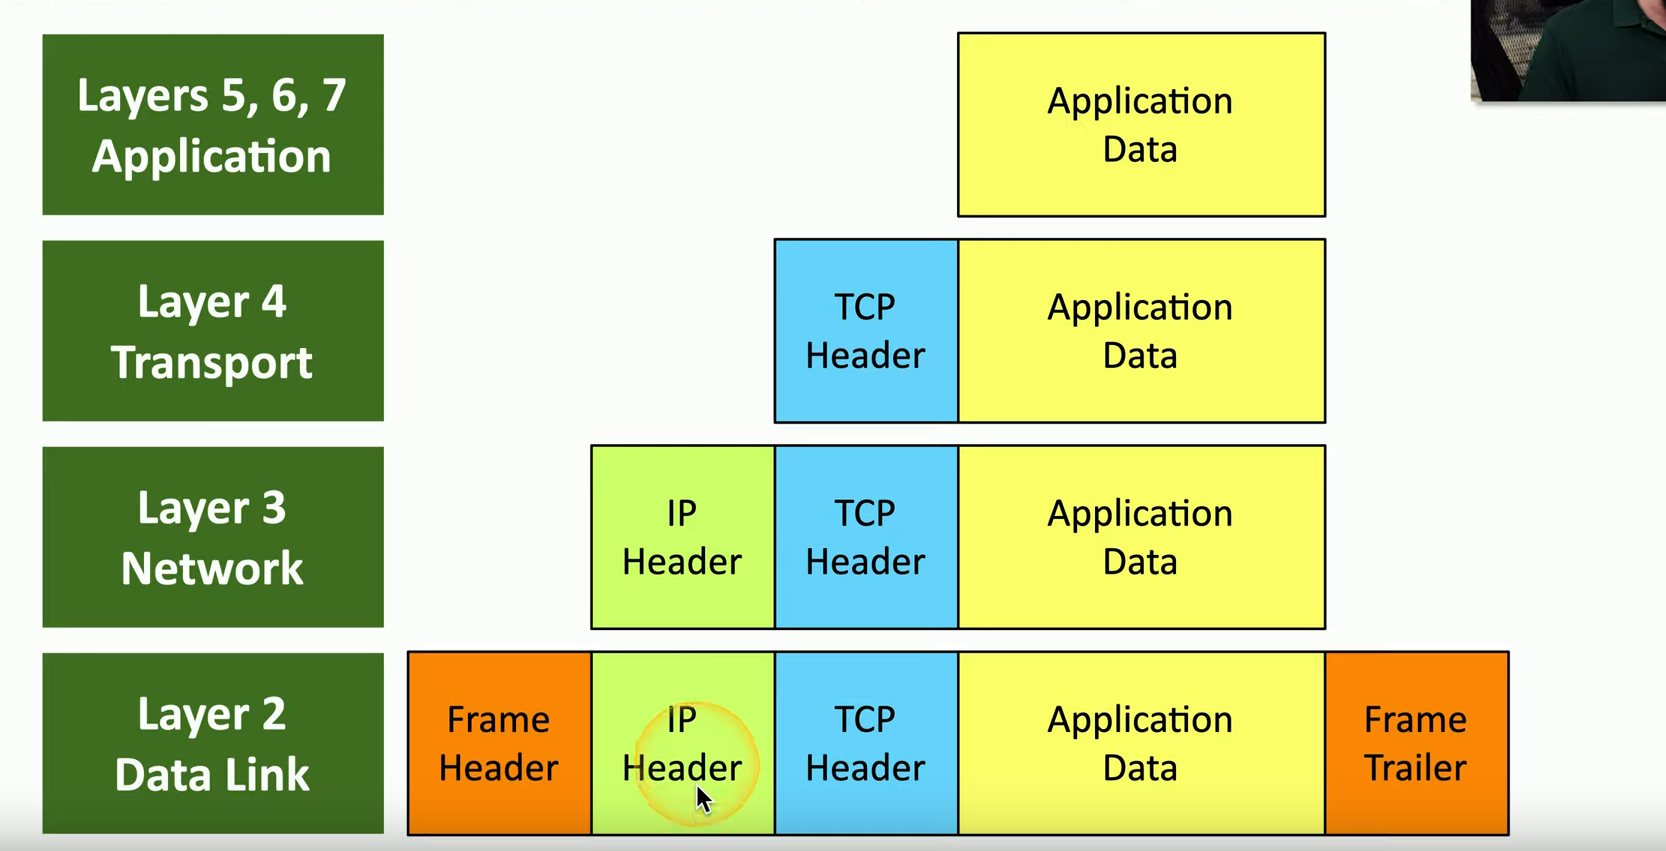 Layers 5, 6, 7
Application
Application
Data
Layer 4
Transport
TCP
Header
Application
Data
Layer 3
Network
IP
Header
TCP
Header
Application
Data
Layer 2
Data Link
Frame
Header
IP
Header
TCP
Header
Application
Data
Frame
Trailer